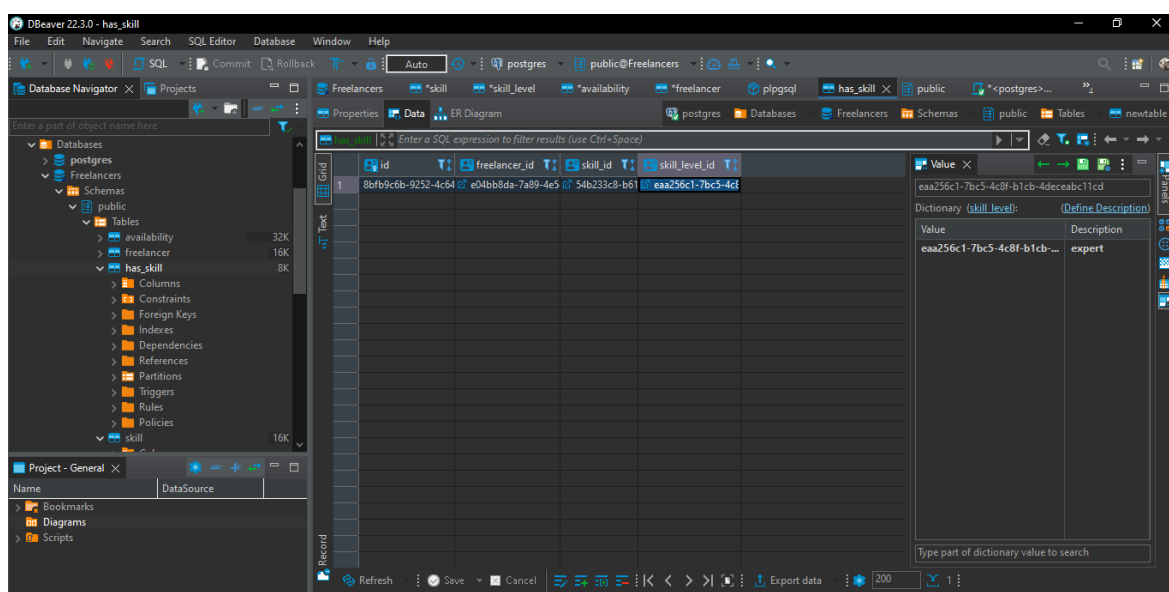 DBeaver 22.3.0 - has_skill
File Edit Navigate Search SQL Editor Database Window Help
SQL Commit Rollback Auto postgres public@Freelancers
Database Navigator Projects
Freelancers *skill *skill_level *availability *freelancer plpgsql has_skill public *<postgres>... »1
Properties Data ER Diagram
postgres Databases Freelancers Schemas public Tables newtable
Enter a part of object name here
has_skill Enter a SQL expression to filter results (use Ctrl+Space)
Databases
postgres
Freelancers
Schemas
public
Tables
availability 32K
freelancer 16K
has_skill 8K
Columns
Constraints
Foreign Keys
Indexes
Dependencies
References
Partitions
Triggers
Rules
Policies
skill 16K
Grid
Text
Record
id freelancer_id skill_id skill_level_id
1 8bfb9c6b-9252-4c64 e04bb8da-7a89-4e5 54b233c8-b61 eaa256c1-7bc5-4c8
Value
eaa256c1-7bc5-4c8f-b1cb-4deceabc11cd
Dictionary (skill_level): (Define Description)
Value Description
eaa256c1-7bc5-4c8f-b1cb-... expert
Type part of dictionary value to search
Panels
Project - General
Name DataSource
Bookmarks
Diagrams
Scripts
Refresh Save Cancel Export data 200 1